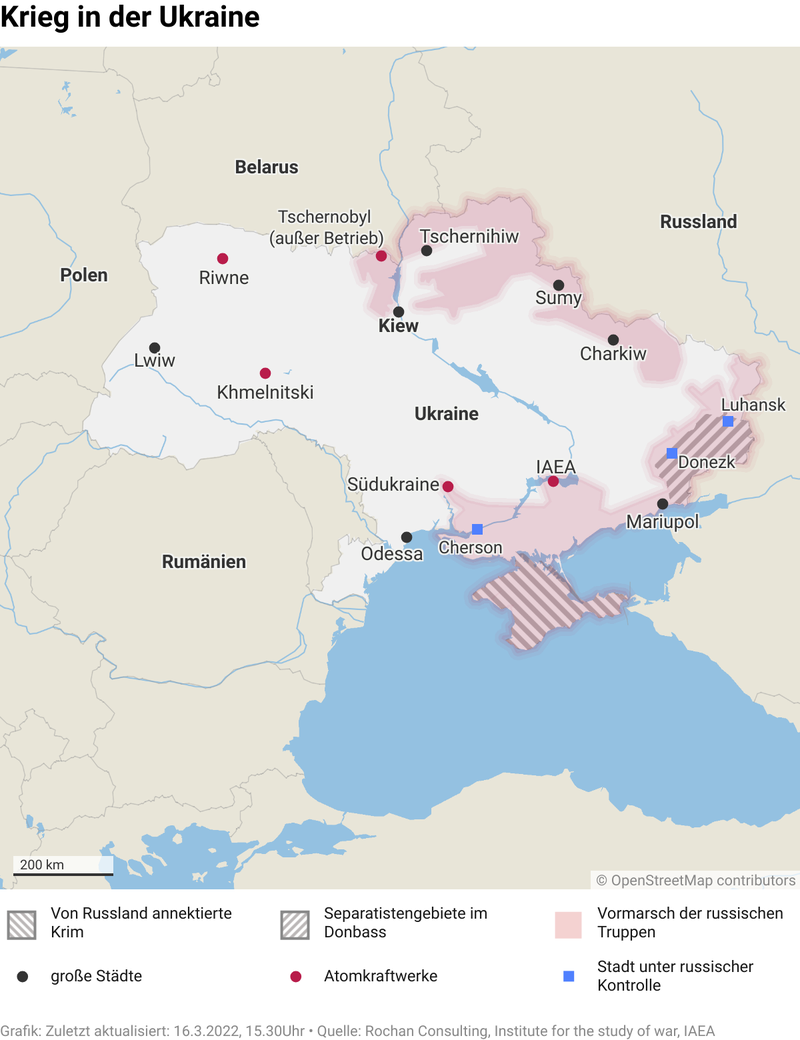 Krieg in der Ukraine
Belarus
Tschernobyl
(außer Betrieb)
Tschernihiw
Russland
Polen
Riwne
Sumy
Kiew
Lwiw
Charkiw
Khmelnitski
Luhansk
Ukraine
Donezk
IAEA
Südukraine
Mariupol
Odessa
Cherson
Rumänien
200 km
© OpenStreetMap contributors
Von Russland annektierte
Krim
Separatistengebiete im
Donbass
Vormarsch der russischen
Truppen
große Städte
Atomkraftwerke
Stadt unter russischer
Kontrolle
Grafik: Zuletzt aktualisiert: 16.3.2022, 15.30Uhr • Quelle: Rochan Consulting, Institute for the study of war, IAEA